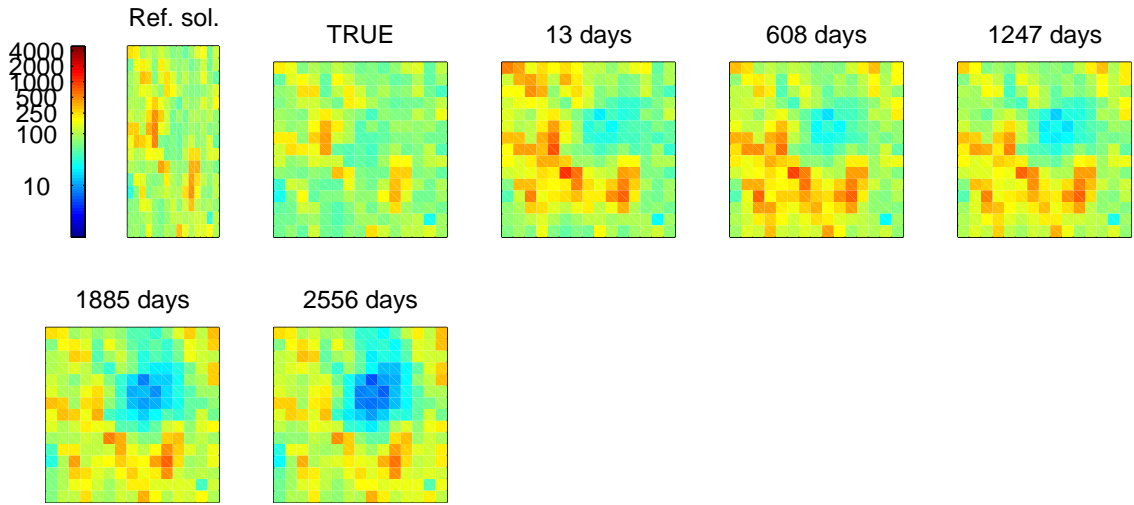 Ref. sol.
TRUE
13 days
608 days
1247 days
4000
2000
1000
500
250
100
10
1885 days
2556 days